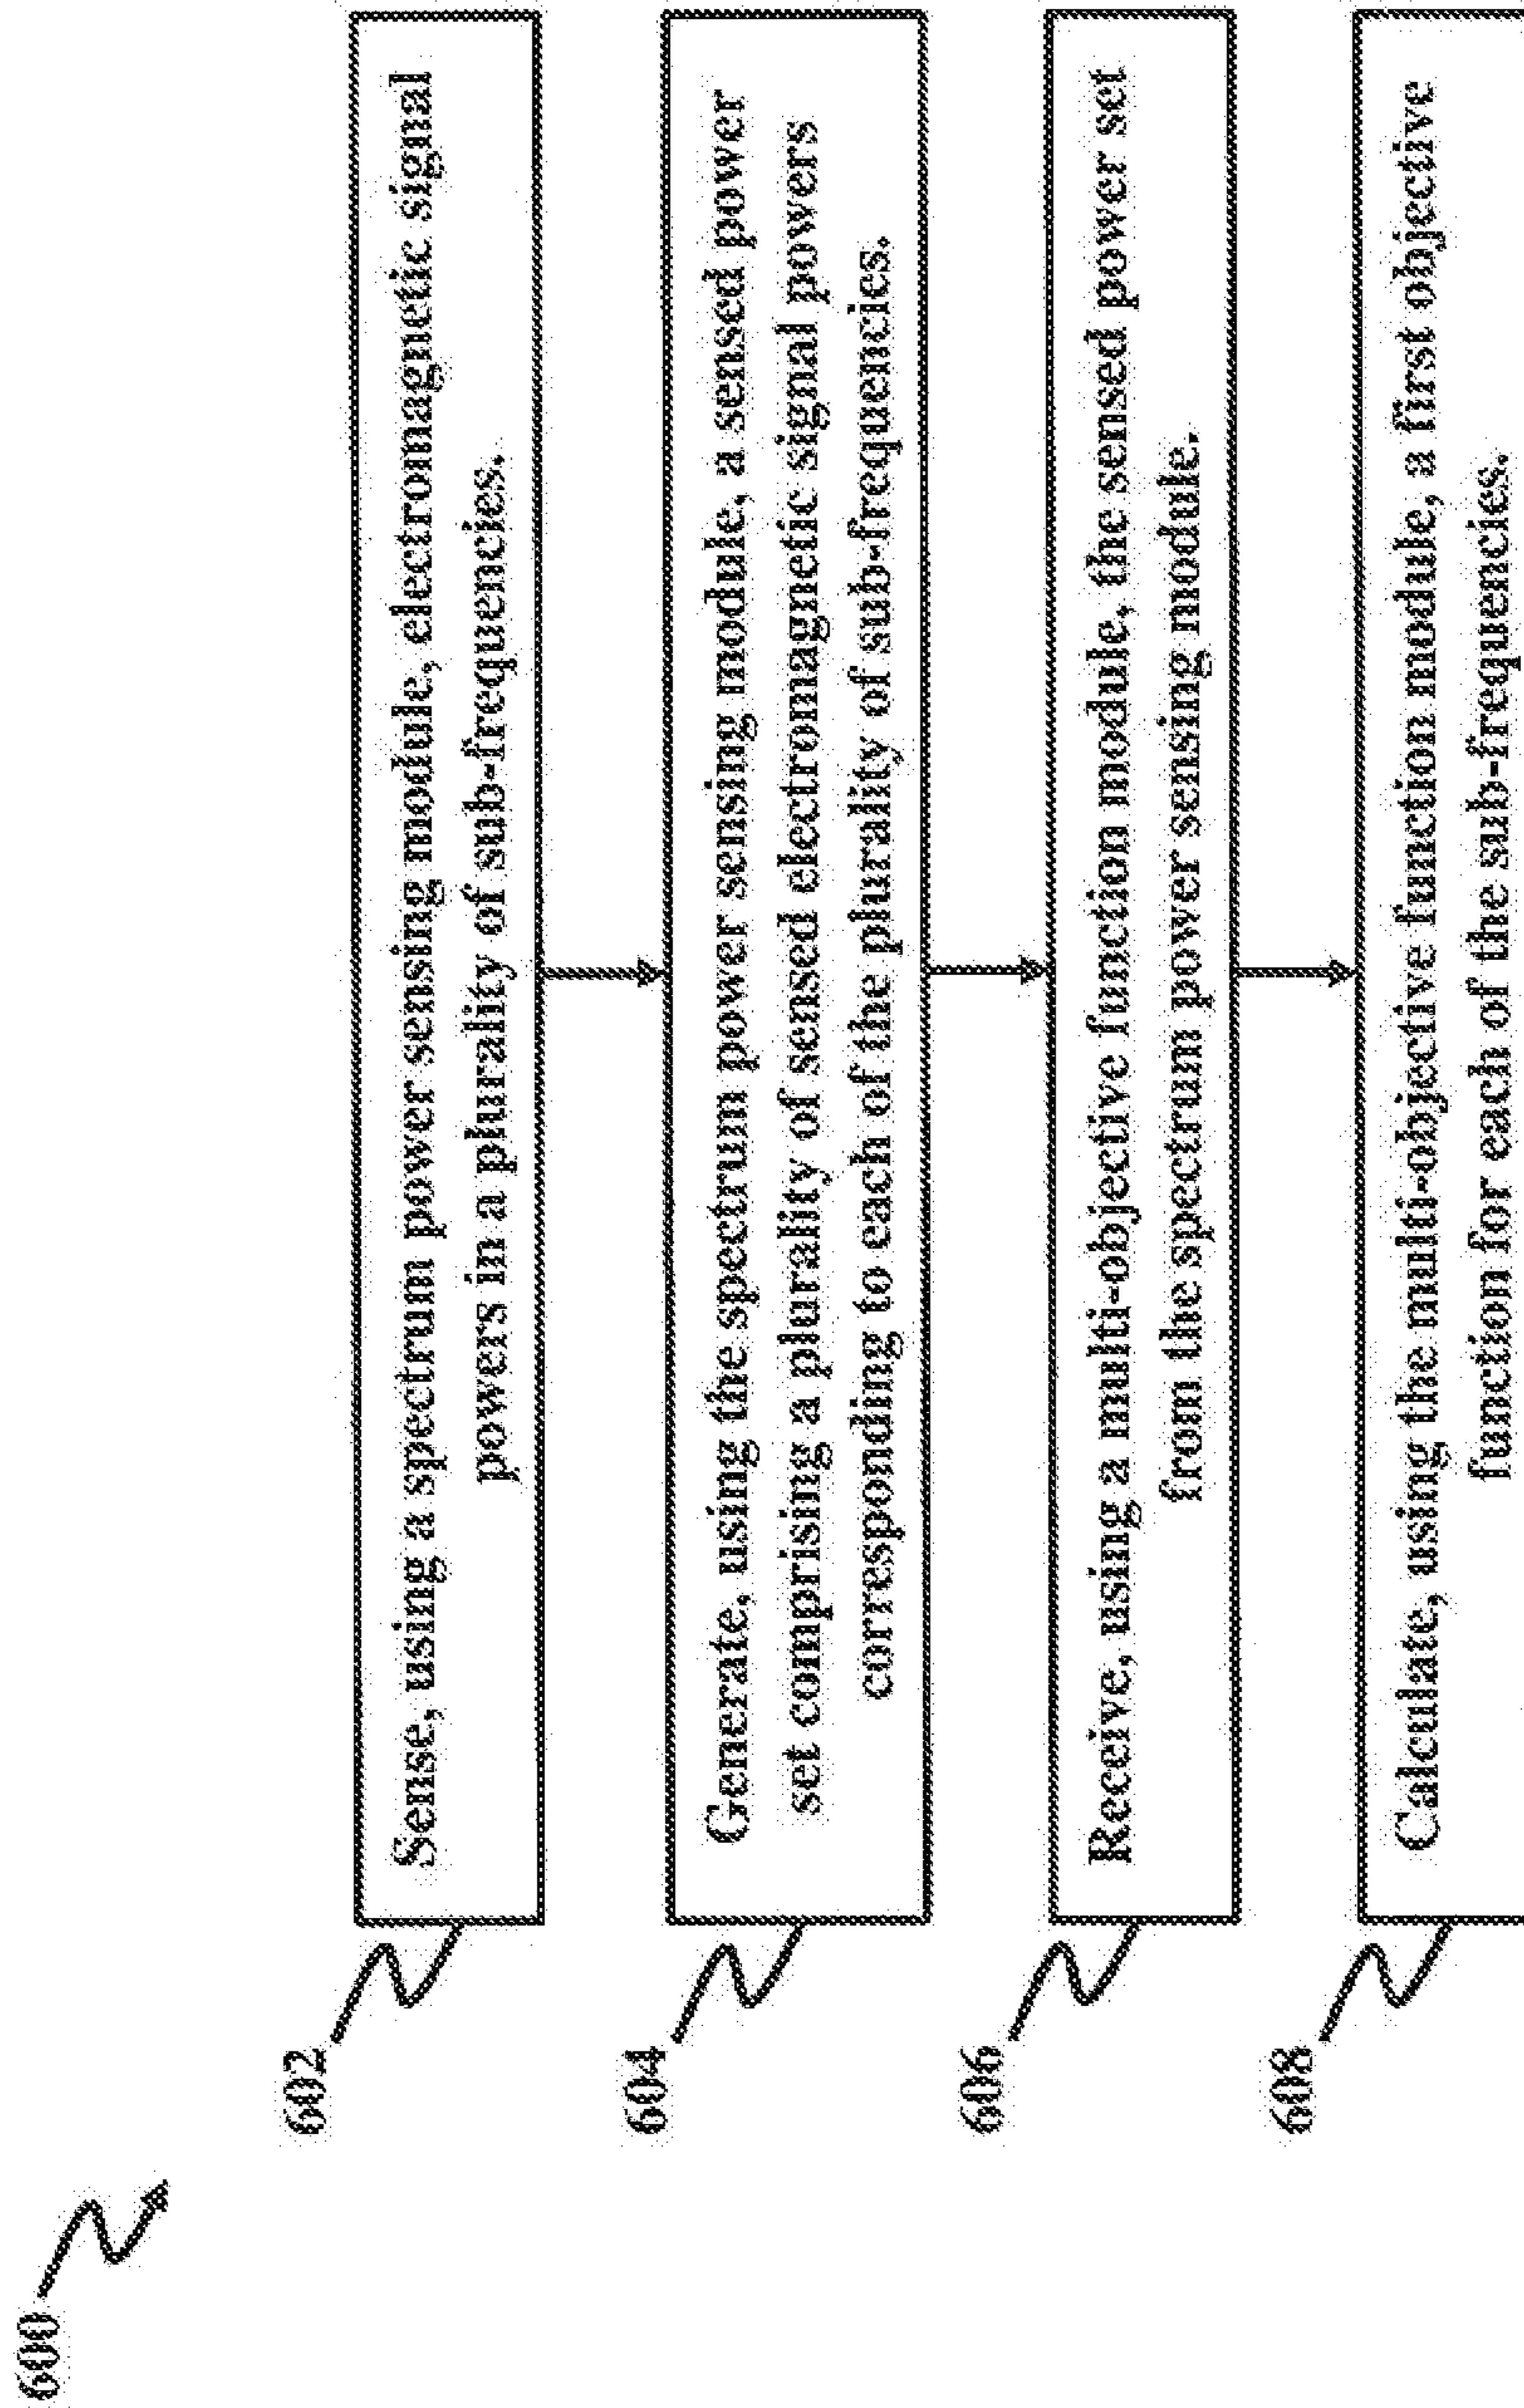 600
602
Sense, using a spectrum power sensing module, electromagnetic signal
powers in a plurality of sub-frequencies.
604
Generate, using the spectrum power sensing module, a sensed power
set comprising a plurality of sensed electromagnetic signal powers
corresponding to each of the plurality of sub-frequencies.
606
Receive, using a multi-objective function module, the sensed power set
from the spectrum power sensing module.
608
Calculate, using the multi-objective function module, a first objective
function for each of the sub-frequencies.